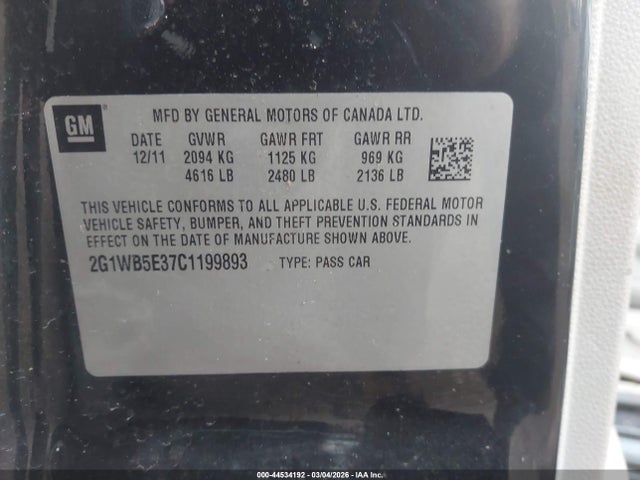 GM
MFD BY GENERAL MOTORS OF CANADA LTD.
DATE GVWR GAWR FRT GAWR RR
12/11 2094 KG 1125 KG 969 KG
4616 LB 2480 LB 2136 LB
THIS VEHICLE CONFORMS TO ALL APPLICABLE U.S. FEDERAL MOTOR
VEHICLE SAFETY, BUMPER, AND THEFT PREVENTION STANDARDS IN
EFFECT ON THE DATE OF MANUFACTURE SHOWN ABOVE.
2G1WB5E37C1199893 TYPE: PASS CAR
000-44534192 - 03/04/2026 - IAA Inc.